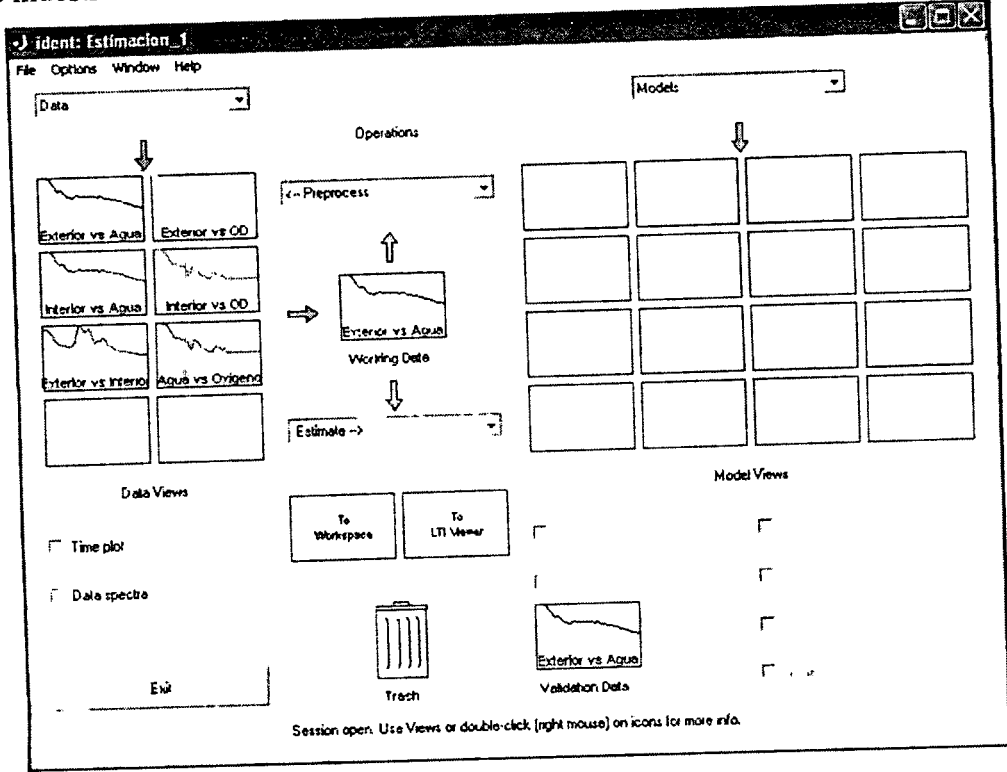 ident: Estimacion_1
File Options Window Help
Data
Models
Operations
<-- Preprocess
Exterior vs Agua
Exterior vs OD
Interior vs Agua
Interior vs OD
Exterior vs Agua
Working Data
Exterior vs Interior
Agua vs Oxigeno
Estimate -->
Data Views
Model Views
To
Workspace
To
LTI Viewer
Time plot
Data spectra
Exterior vs Agua
Exit
Trash
Validation Data
Session open. Use Views or double-click (right mouse) on icons for more info.